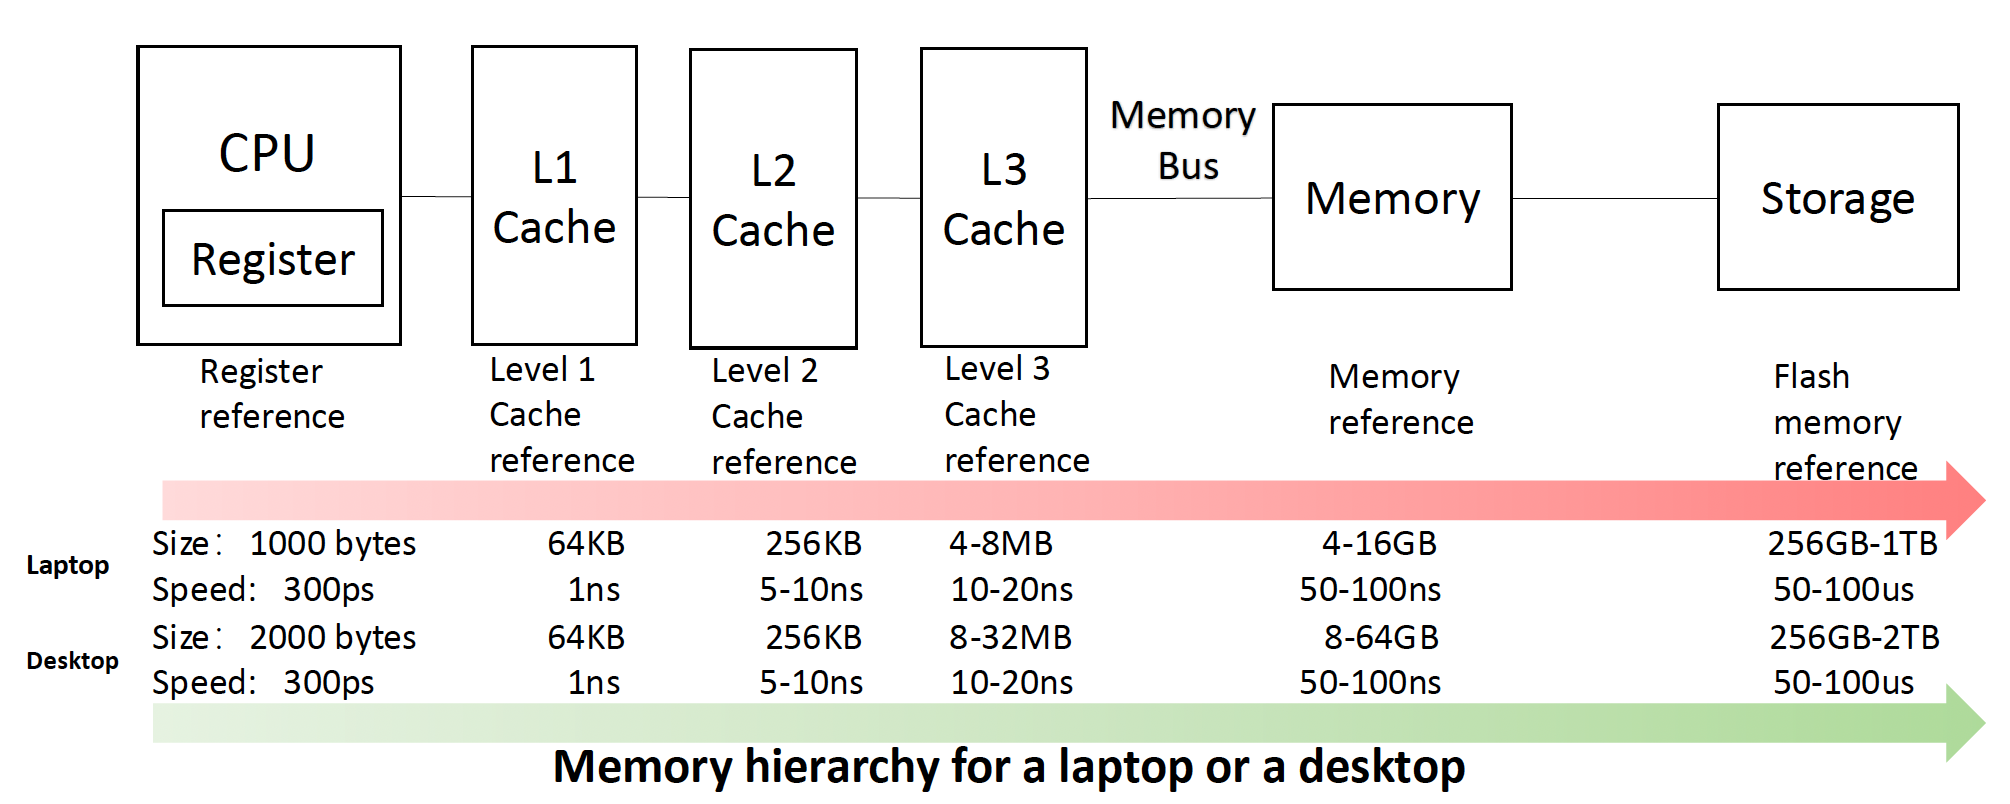 CPU
Register
L1
Cache
L2
Cache
L3
Cache
Memory
Bus
Memory
Storage
Register
reference
Level 1
Cache
reference
Level 2
Cache
reference
Level 3
Cache
reference
Memory
reference
Flash
memory
reference
Laptop
Size： 1000 bytes 64KB 256KB 4-8MB 4-16GB 256GB-1TB
Speed: 300ps 1ns 5-10ns 10-20ns 50-100ns 50-100us
Desktop
Size： 2000 bytes 64KB 256KB 8-32MB 8-64GB 256GB-2TB
Speed: 300ps 1ns 5-10ns 10-20ns 50-100ns 50-100us
Memory hierarchy for a laptop or a desktop